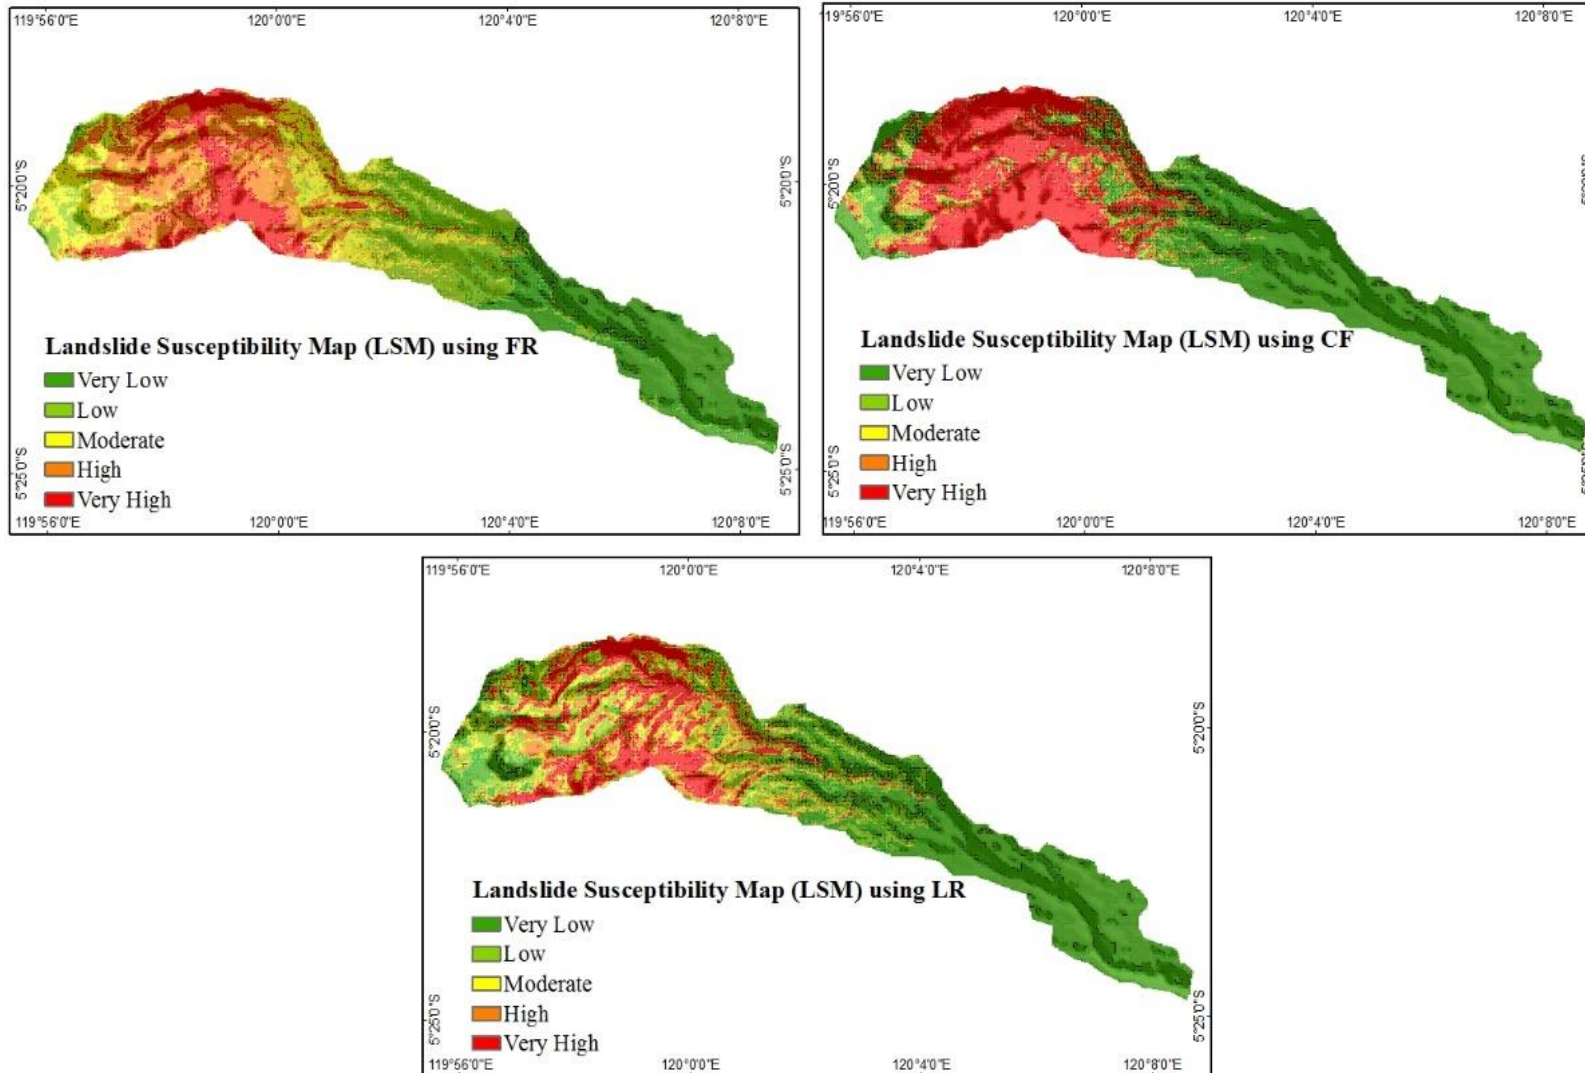 119°56'0"E 120°0'0"E 120°4'0"E 120°8'0"E
5°20'0"S 5°20'0"S
Landslide Susceptibility Map (LSM) using FR
Very Low
Low
Moderate
High
Very High
5°25'0"S 5°25'0"S
119°56'0"E 120°0'0"E 120°4'0"E 120°8'0"E
119°56'0"E 120°0'0"E 120°4'0"E 120°8'0"E
5°20'0"S 5°20'0"S
Landslide Susceptibility Map (LSM) using CF
Very Low
Low
Moderate
High
Very High
5°25'0"S
119°56'0"E 120°0'0"E 120°4'0"E 120°8'0"E
119°56'0"E 120°0'0"E 120°4'0"E 120°8'0"E
5°20'0"S 5°20'0"S
Landslide Susceptibility Map (LSM) using LR
Very Low
Low
Moderate
High
Very High
5°25'0"S 5°25'0"S
119°56'0"E 120°0'0"E 120°4'0"E 120°8'0"E